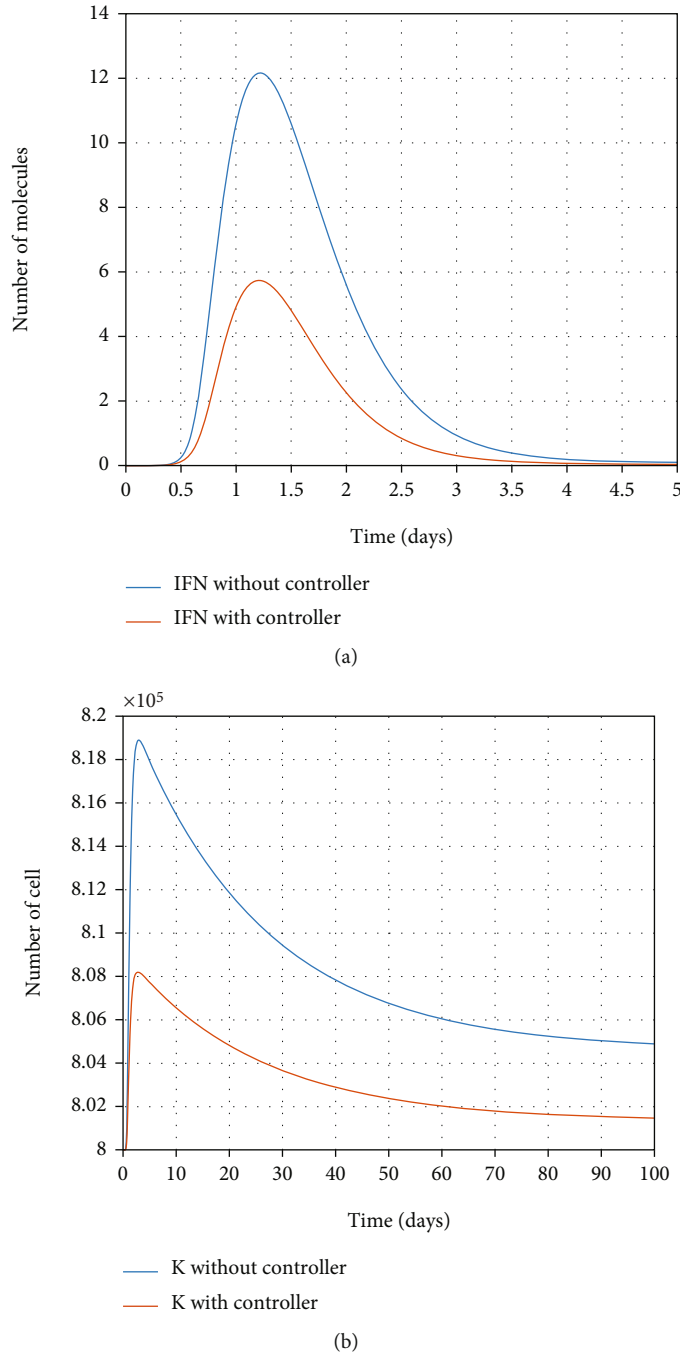 14
12
10
8
6
4
2
0
Number of molecules
0 0.5 1 1.5 2 2.5 3 3.5 4 4.5 5
Time (days)
IFN without controller
IFN with controller
(a)
×10⁵
8.2
8.18
8.16
8.14
8.12
8.1
8.08
8.06
8.04
8.02
8
Number of cell
0 10 20 30 40 50 60 70 80 90 100
Time (days)
K without controller
K with controller
(b)